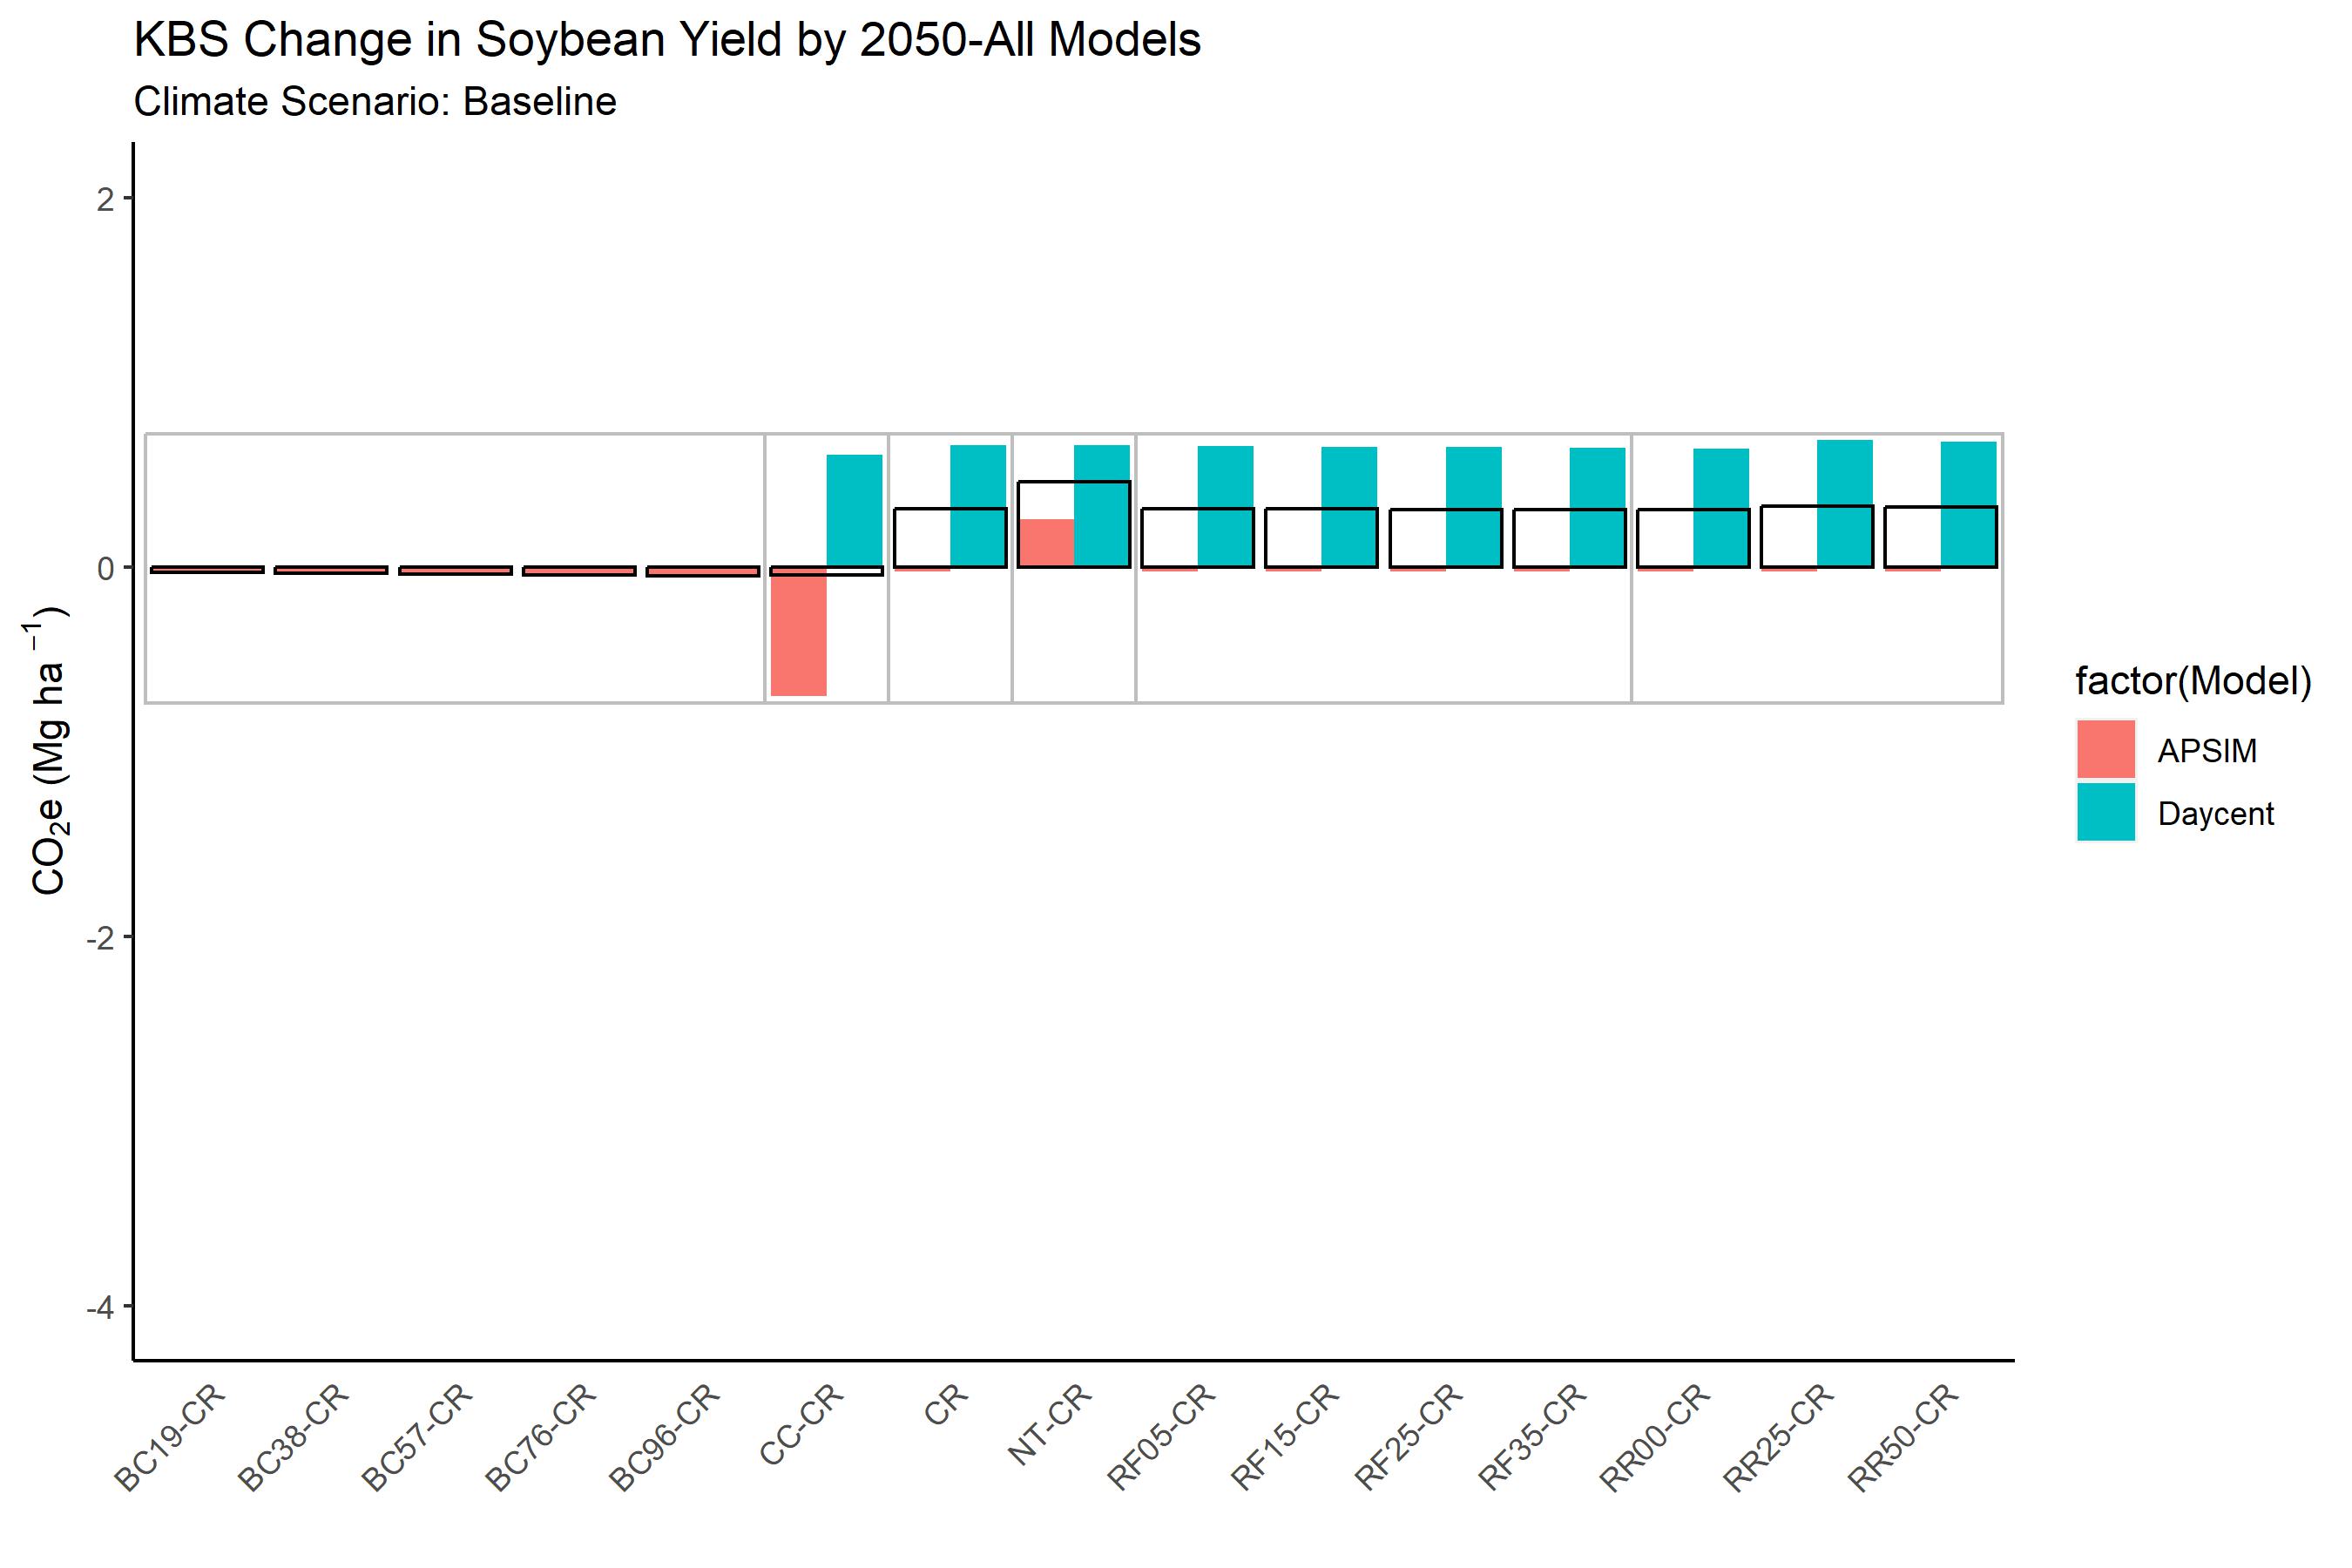 KBS Change in Soybean Yield by 2050-All Models
Climate Scenario: Baseline
CO₂e (Mg ha ⁻¹)
2
0
-2
-4
BC19-CR
BC38-CR
BC57-CR
BC76-CR
BC96-CR
CC-CR
CR
NT-CR
RF05-CR
RF15-CR
RF25-CR
RF35-CR
RR00-CR
RR25-CR
RR50-CR
factor(Model)
APSIM
Daycent